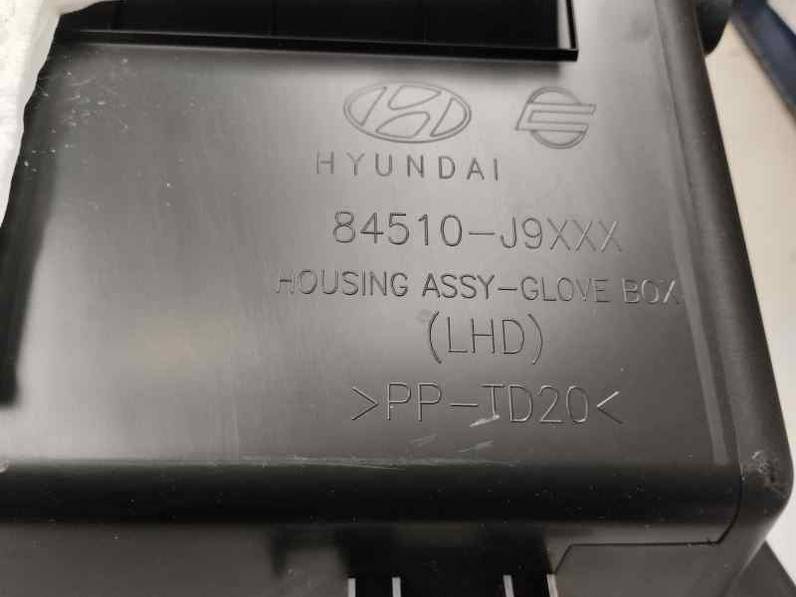 HYUNDAI
84510-J9XXX
HOUSING ASSY-GLOVE BOX
(LHD)
>PP-TD20<